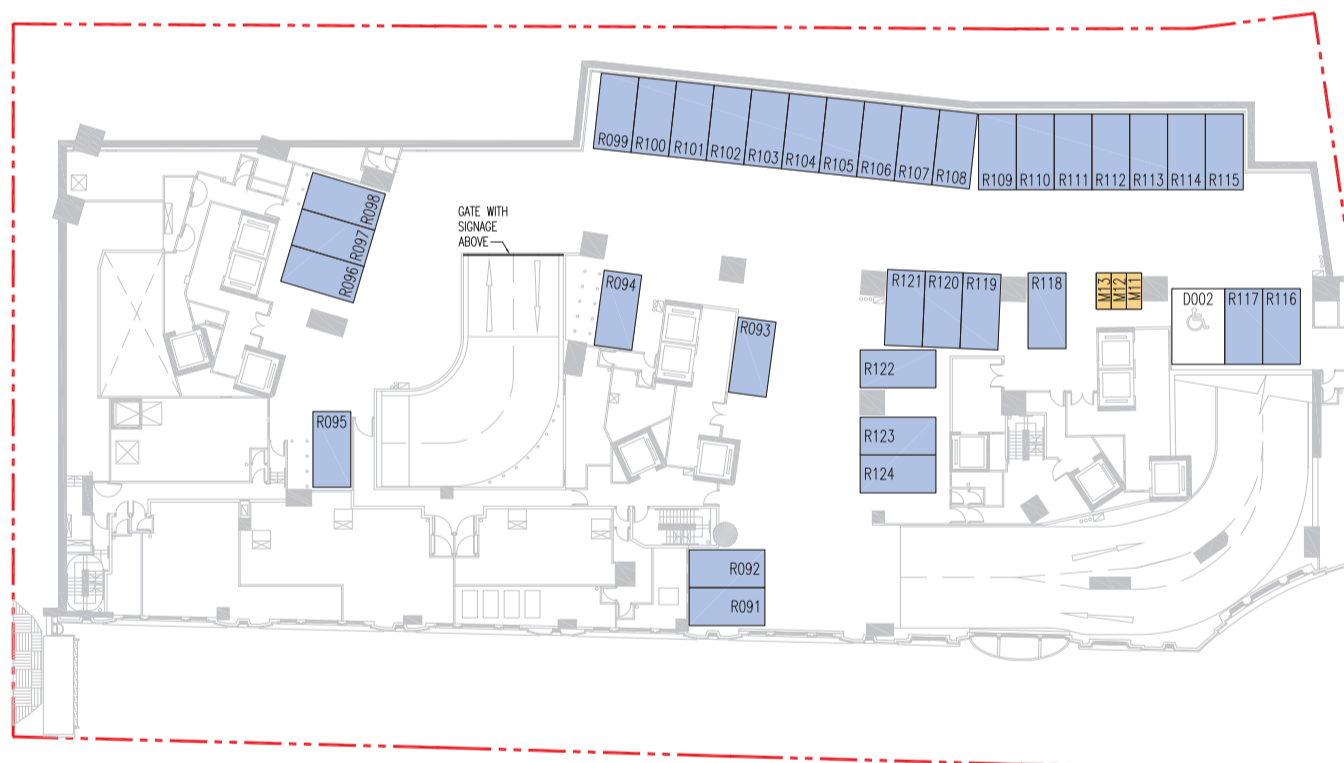 R099
R100
R101
R102
R103
R104
R105
R106
R107
R108
R109
R110
R111
R112
R113
R114
R115
R098
R097
R096
GATE WITH
SIGNAGE
ABOVE
R094
R093
R121
R120
R119
R118
M13
M12
M11
D002
R117
R116
R122
R123
R124
R095
R092
R091